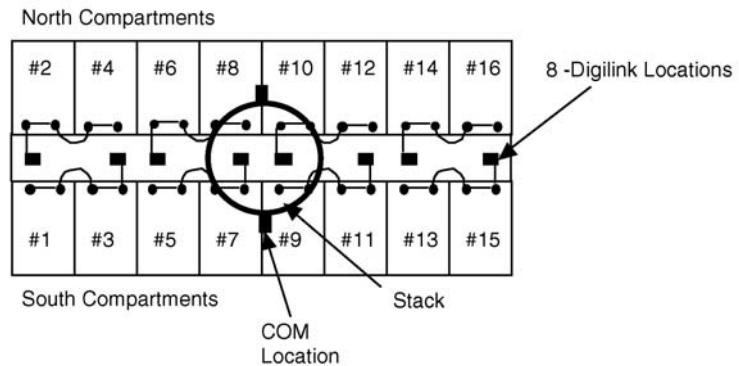 North Compartments
#2 #4 #6 #8 #10 #12 #14 #16
8 -Digilink Locations
#1 #3 #5 #7 #9 #11 #13 #15
South Compartments
Stack
COM
Location